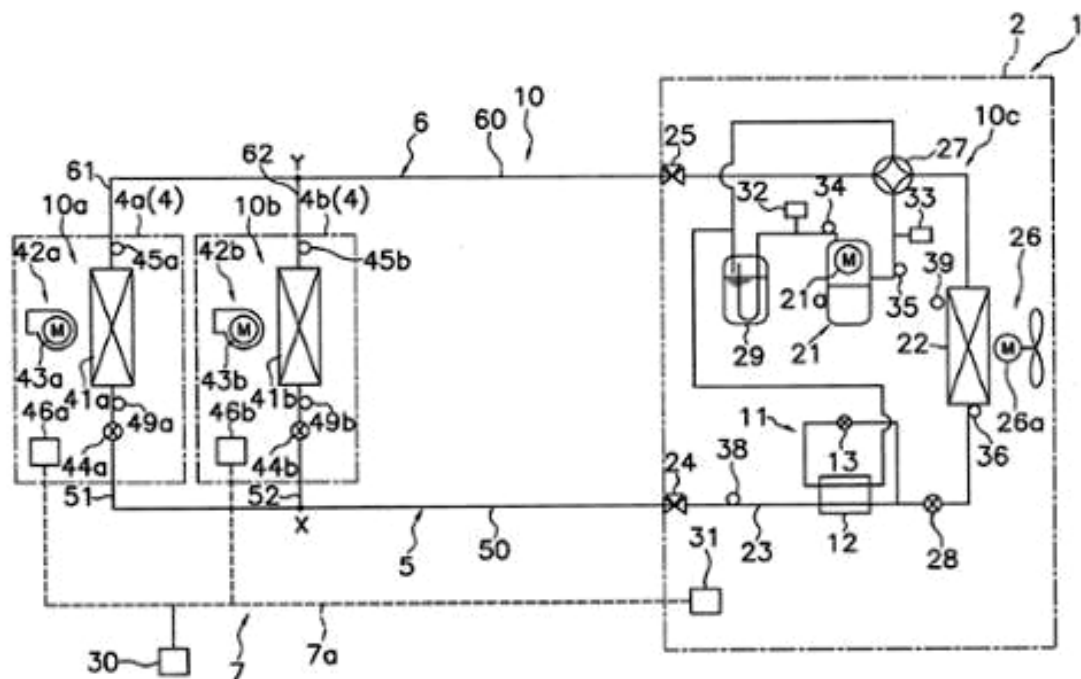 2 1
10 10c
6 60 25 27
61 62 Y
4a(4) 4b(4) 32 34 33
10a 10b
45a 45b 26
42a 42b 39
M M M M
21a 35 22
43a 43b 29 21
41a 41b 26a
46a 49a 46b 49b 11 13 36
44a 44b 24 38
51 52 X
5 50 23 12 28
31
30 7 7a